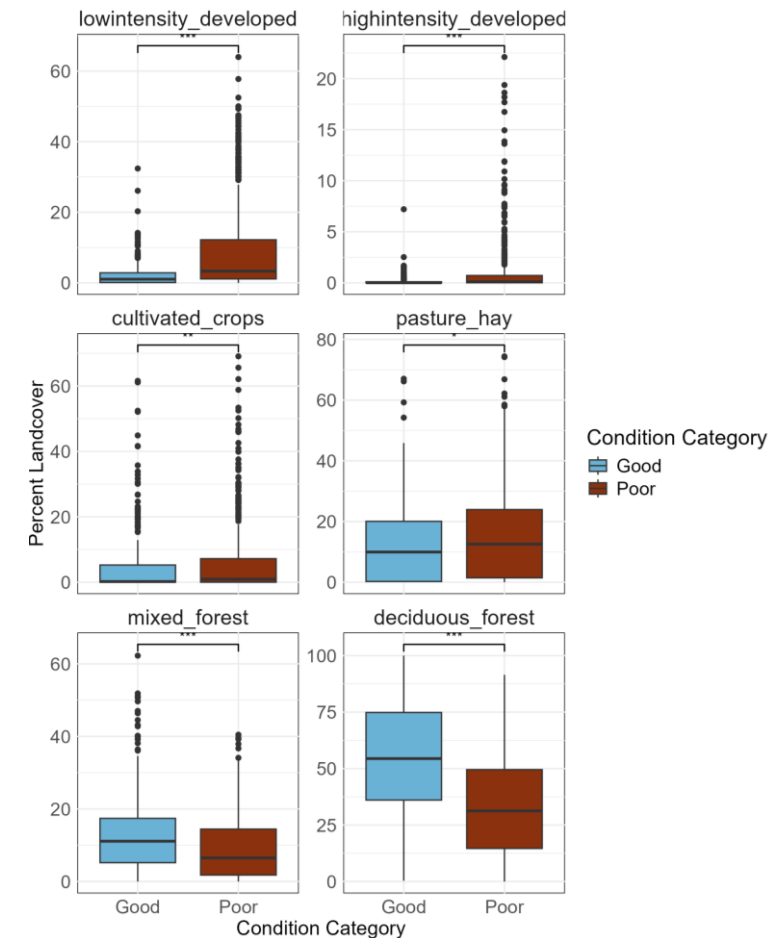 lowintensity_developed
highintensity_developed
***
***
60
40
20
0
20
15
10
5
0
cultivated_crops
pasture_hay
**
*
60
40
20
0
80
60
40
20
0
Percent Landcover
Condition Category
Good
Poor
mixed_forest
deciduous_forest
***
***
60
40
20
0
100
75
50
25
0
Good
Poor
Good
Poor
Condition Category